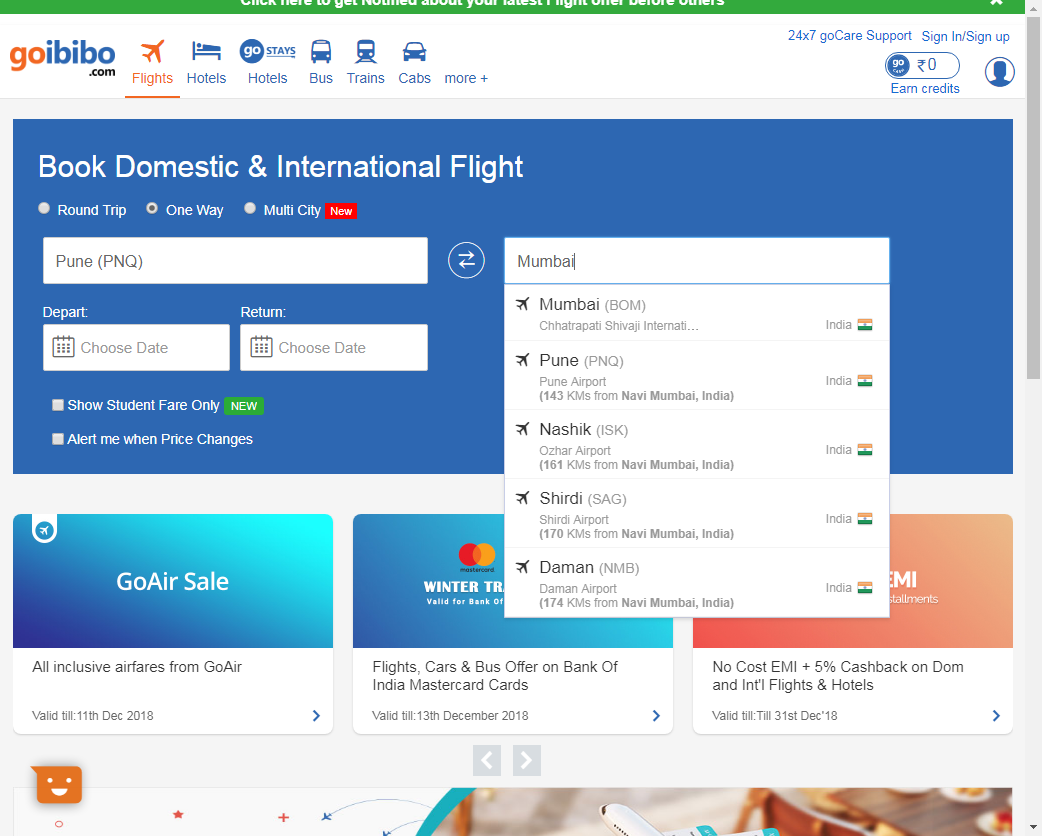 Click here to get Notified about your latest Flight offer before others
24x7 goCare Support Sign In/Sign up
goibibo
.com
Flights
Hotels
go STAYS
Hotels
Bus
Trains
Cabs
more +
go
CASH
₹0
Earn credits
Book Domestic & International Flight
Round Trip
One Way
Multi City New
Pune (PNQ)
Mumbai
Depart:
Return:
Choose Date
Choose Date
Show Student Fare Only NEW
Alert me when Price Changes
Mumbai (BOM)
Chhatrapati Shivaji Internati...
India
Pune (PNQ)
Pune Airport
India
(143 KMs from Navi Mumbai, India)
Nashik (ISK)
Ozhar Airport
India
(161 KMs from Navi Mumbai, India)
Shirdi (SAG)
Shirdi Airport
India
(170 KMs from Navi Mumbai, India)
Daman (NMB)
Daman Airport
India
(174 KMs from Navi Mumbai, India)
GoAir Sale
All inclusive airfares from GoAir
Valid till:11th Dec 2018
mastercard
WINTER TR
Valid for Bank Of
Flights, Cars & Bus Offer on Bank Of
India Mastercard Cards
Valid till:13th December 2018
EMI
stallments
No Cost EMI + 5% Cashback on Dom
and Int'l Flights & Hotels
Valid till:Till 31st Dec'18